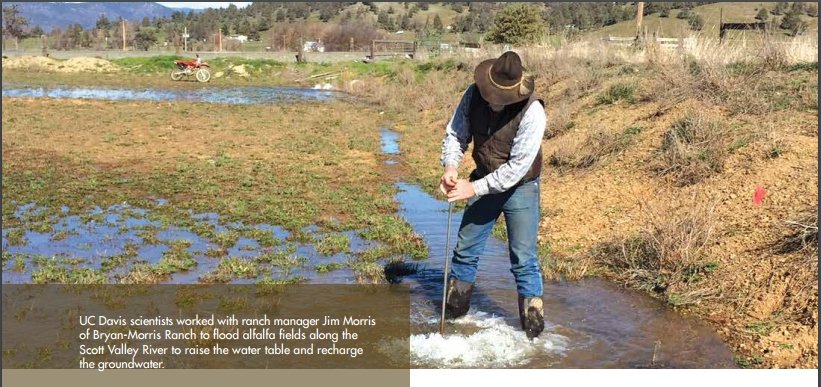 UC Davis scientists worked with ranch manager Jim Morris
of Bryan-Morris Ranch to flood alfalfa fields along the
Scott Valley River to raise the water table and recharge
the groundwater.